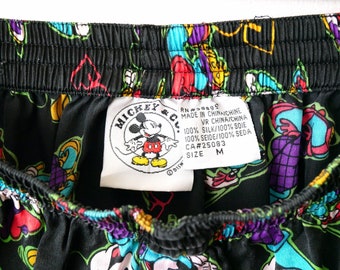 MICKEY & CO.
MADE IN CHINA/CHINE
VR CHINA/CHINA
100% SILK/100% SOIE
100% SEIDE/100% SEDA
CA#25083
SIZE M